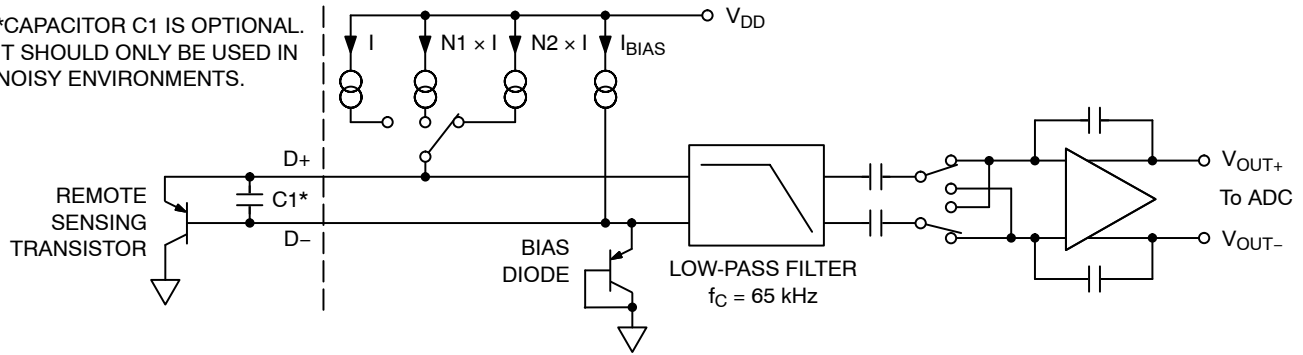 *CAPACITOR C1 IS OPTIONAL.
IT SHOULD ONLY BE USED IN
NOISY ENVIRONMENTS.
I
N1 × I
N2 × I
IBIAS
VDD
D+
C1*
D−
REMOTE
SENSING
TRANSISTOR
BIAS
DIODE
LOW-PASS FILTER
fC = 65 kHz
VOUT+
To ADC
VOUT−